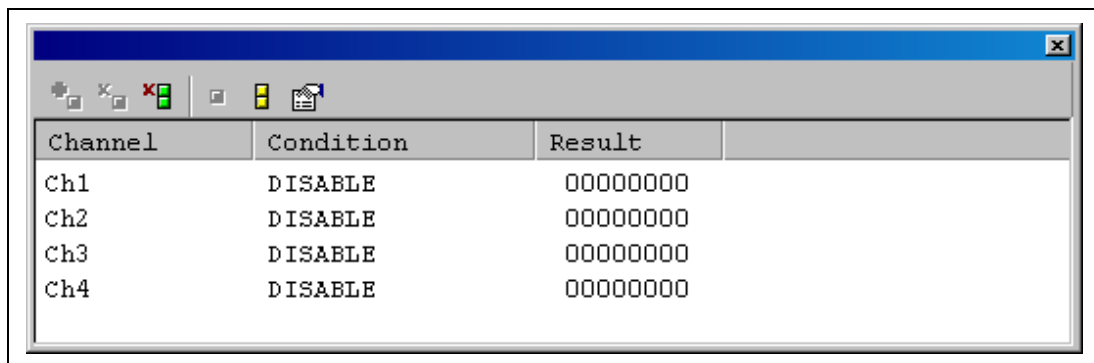 Channel Condition Result
Ch1 DISABLE 00000000
Ch2 DISABLE 00000000
Ch3 DISABLE 00000000
Ch4 DISABLE 00000000